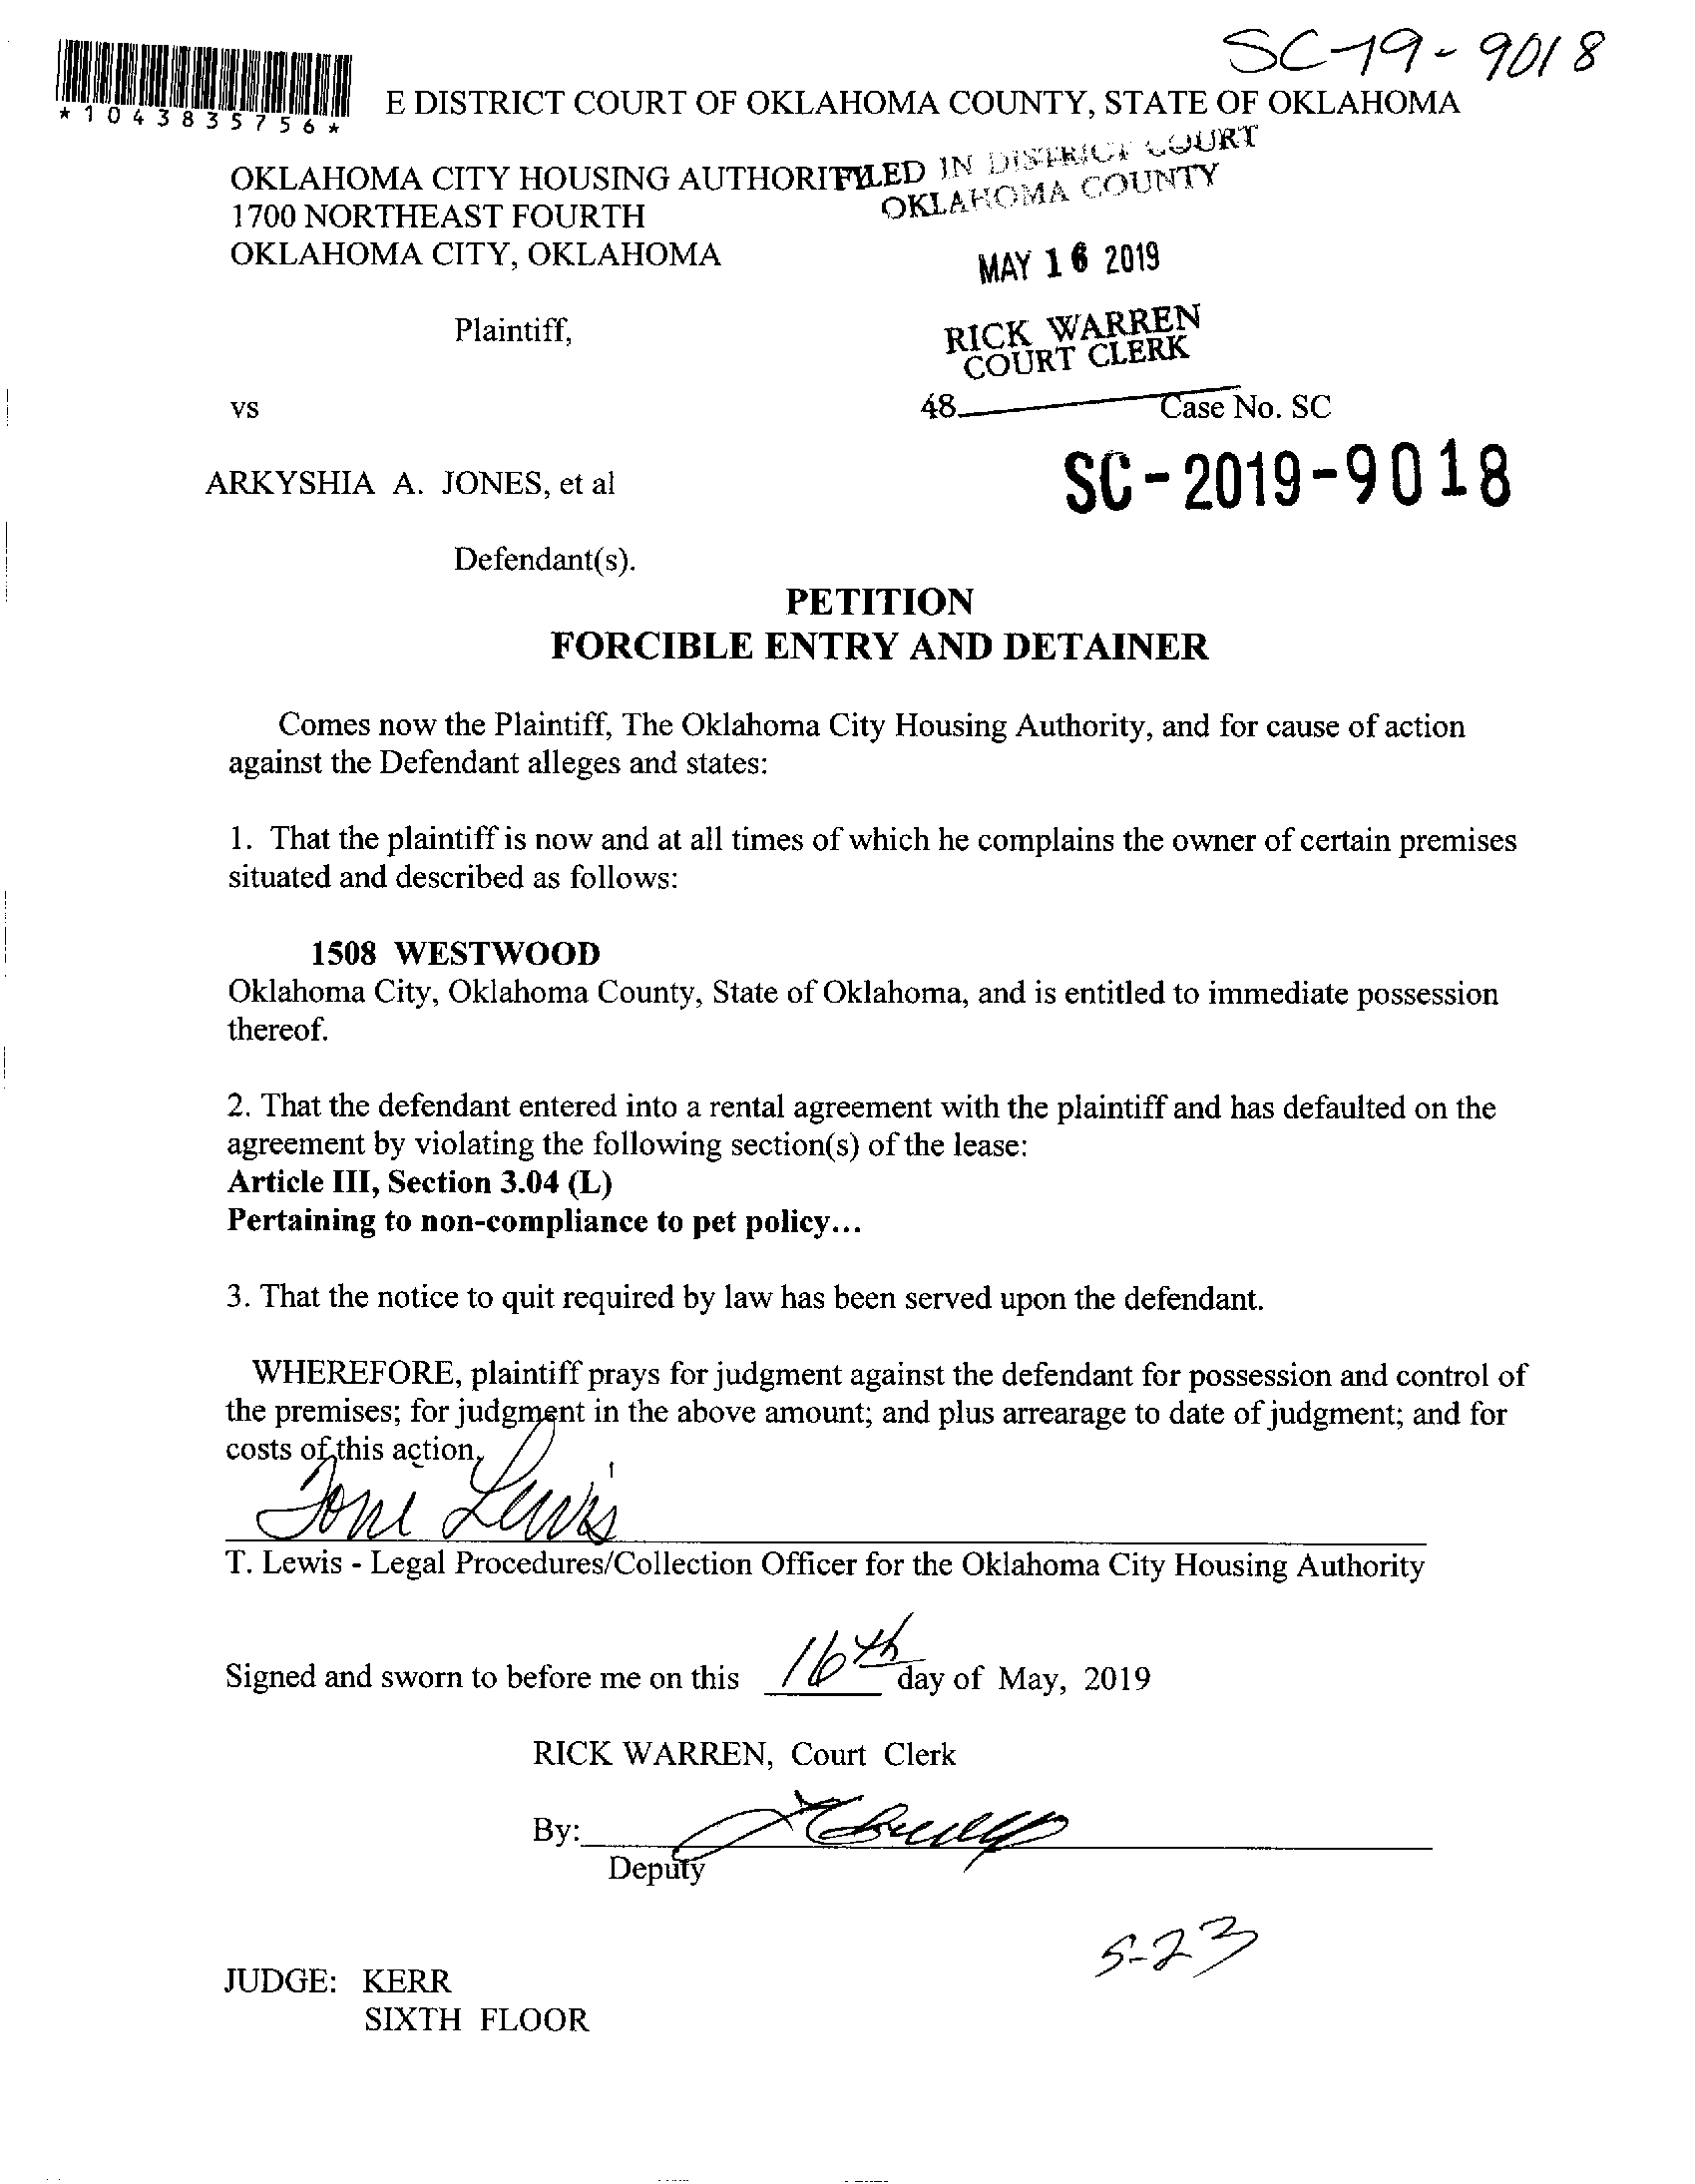 SC-19-9018
*1043835756*
E DISTRICT COURT OF OKLAHOMA COUNTY, STATE OF OKLAHOMA
OKLAHOMA CITY HOUSING AUTHORITY
FILED IN DISTRICT COURT
OKLAHOMA COUNTY
1700 NORTHEAST FOURTH
OKLAHOMA CITY, OKLAHOMA
MAY 16 2019
Plaintiff,
RICK WARREN
COURT CLERK
vs
48
Case No. SC
ARKYSHIA A. JONES, et al
SC-2019-9018
Defendant(s).
PETITION
FORCIBLE ENTRY AND DETAINER
Comes now the Plaintiff, The Oklahoma City Housing Authority, and for cause of action
against the Defendant alleges and states:
1. That the plaintiff is now and at all times of which he complains the owner of certain premises
situated and described as follows:
1508 WESTWOOD
Oklahoma City, Oklahoma County, State of Oklahoma, and is entitled to immediate possession
thereof.
2. That the defendant entered into a rental agreement with the plaintiff and has defaulted on the
agreement by violating the following section(s) of the lease:
Article III, Section 3.04 (L)
Pertaining to non-compliance to pet policy...
3. That the notice to quit required by law has been served upon the defendant.
WHEREFORE, plaintiff prays for judgment against the defendant for possession and control of
the premises; for judgment in the above amount; and plus arrearage to date of judgment; and for
costs of this action.
Toni Lewis
T. Lewis - Legal Procedures/Collection Officer for the Oklahoma City Housing Authority
Signed and sworn to before me on this 16th day of May, 2019
RICK WARREN, Court Clerk
By:
Deputy
5-23
JUDGE: KERR
SIXTH FLOOR